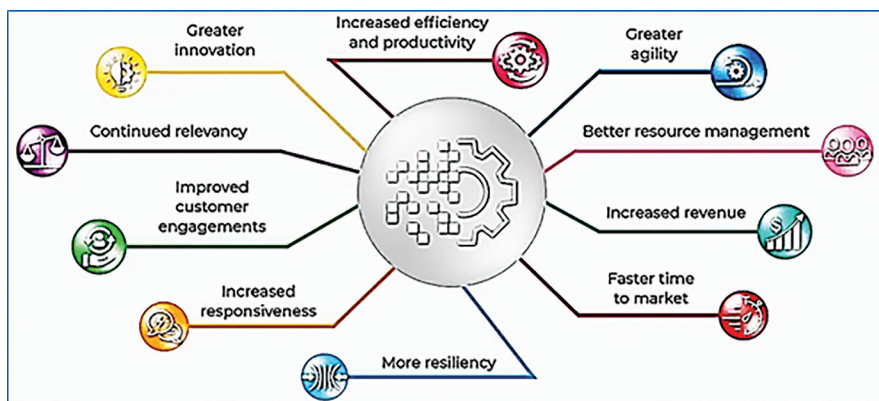 Greater
innovation
Increased efficiency
and productivity
Greater
agility
Continued relevancy
Better resource management
Improved
customer
engagements
Increased revenue
Increased
responsiveness
Faster time
to market
More resiliency
$